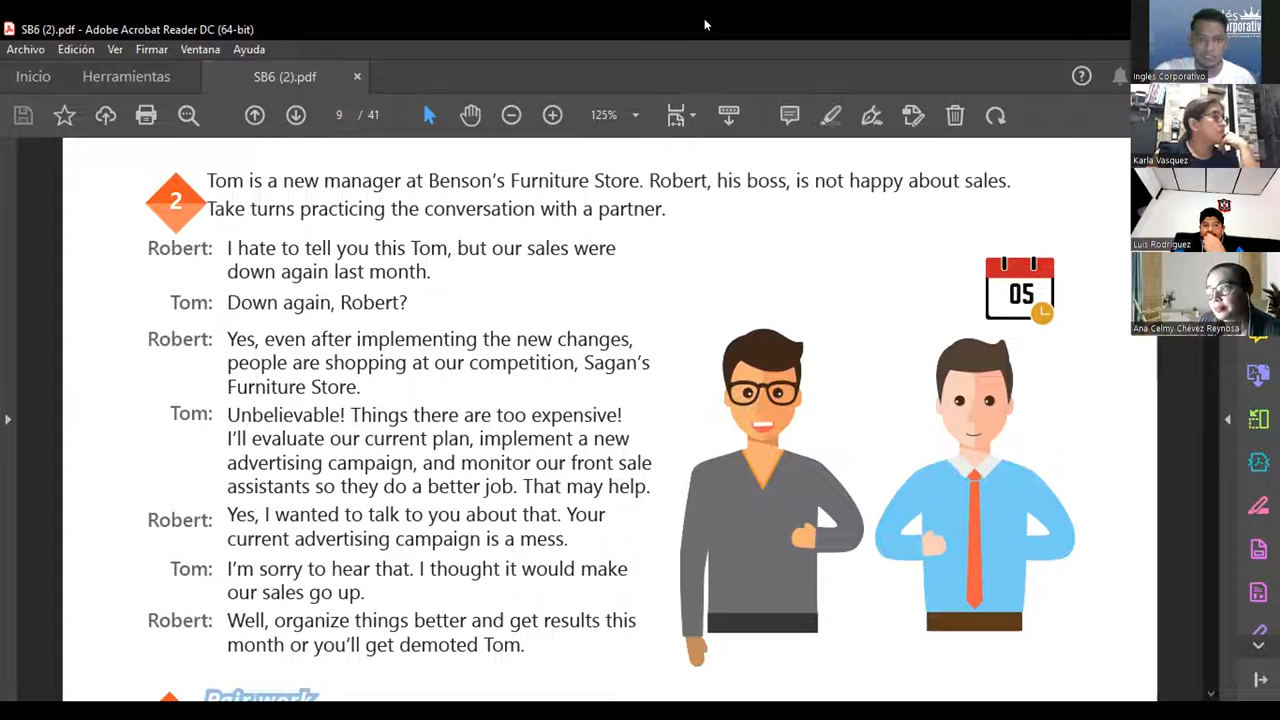 SB6 (2).pdf - Adobe Acrobat Reader DC (64-bit)
Archivo Edición Ver Firmar Ventana Ayuda
Inicio Herramientas SB6 (2).pdf ×
9 / 41 125%
2
Tom is a new manager at Benson's Furniture Store. Robert, his boss, is not happy about sales.
Take turns practicing the conversation with a partner.
Robert: I hate to tell you this Tom, but our sales were
down again last month.
Tom: Down again, Robert?
Robert: Yes, even after implementing the new changes,
people are shopping at our competition, Sagan's
Furniture Store.
Tom: Unbelievable! Things there are too expensive!
I'll evaluate our current plan, implement a new
advertising campaign, and monitor our front sale
assistants so they do a better job. That may help.
Robert: Yes, I wanted to talk to you about that. Your
current advertising campaign is a mess.
Tom: I'm sorry to hear that. I thought it would make
our sales go up.
Robert: Well, organize things better and get results this
month or you'll get demoted Tom.
Pair work
05
Ingles Corporativo
Karla Vasquez
Luis Rodriguez
Ana Celmy Chévez Reynosa